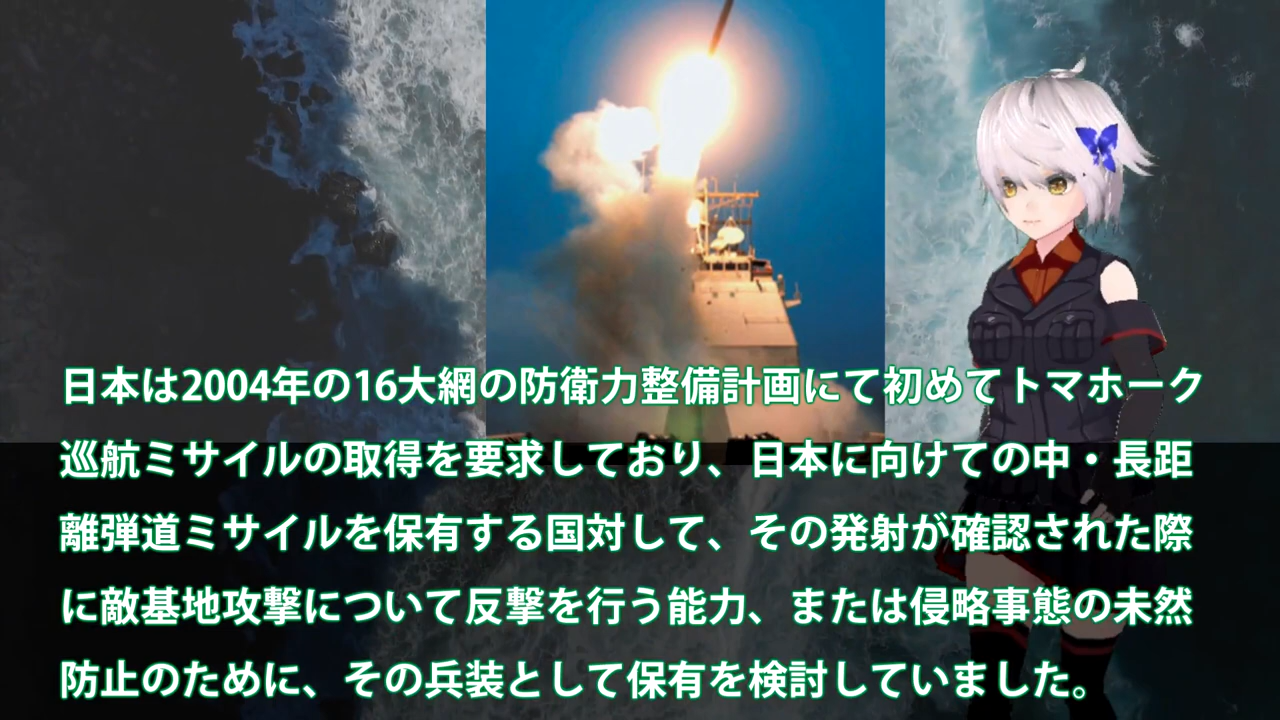 日本は2004年の16大網の防衛力整備計画にて初めてトマホーク
巡航ミサイルの取得を要求しており、日本に向けての中・長距
離弾道ミサイルを保有する国対して、その発射が確認された際
に敵基地攻撃について反撃を行う能力、または侵略事態の未然
防止のために、その兵装として保有を検討していました。